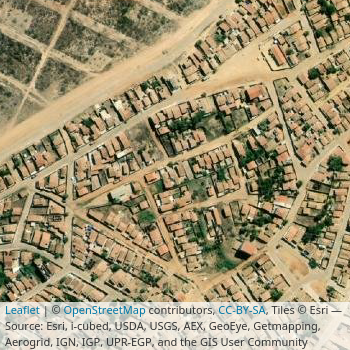 Leaflet | © OpenStreetMap contributors, CC-BY-SA, Tiles © Esri —
Source: Esri, i-cubed, USDA, USGS, AEX, GeoEye, Getmapping,
Aerogrid, IGN, IGP, UPR-EGP, and the GIS User Community